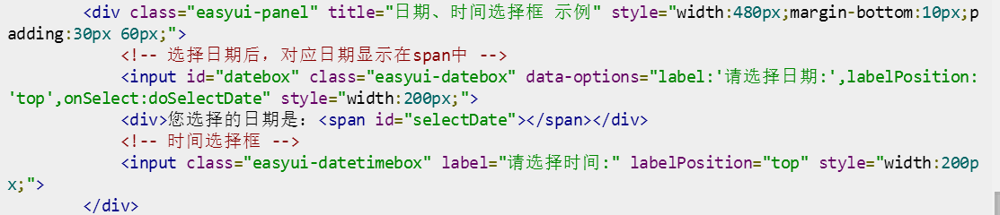 <div class="easyui-panel" title="日期、时间选择框 示例" style="width:480px;margin-bottom:10px;p
adding:30px 60px;">
<!-- 选择日期后，对应日期显示在span中 -->
<input id="datebox" class="easyui-datebox" data-options="label:'请选择日期:',labelPosition:
'top',onSelect:doSelectDate" style="width:200px;">
<div>您选择的日期是：<span id="selectDate"></span></div>
<!-- 时间选择框 -->
<input class="easyui-datetimebox" label="请选择时间:" labelPosition="top" style="width:200p
x;">
</div>